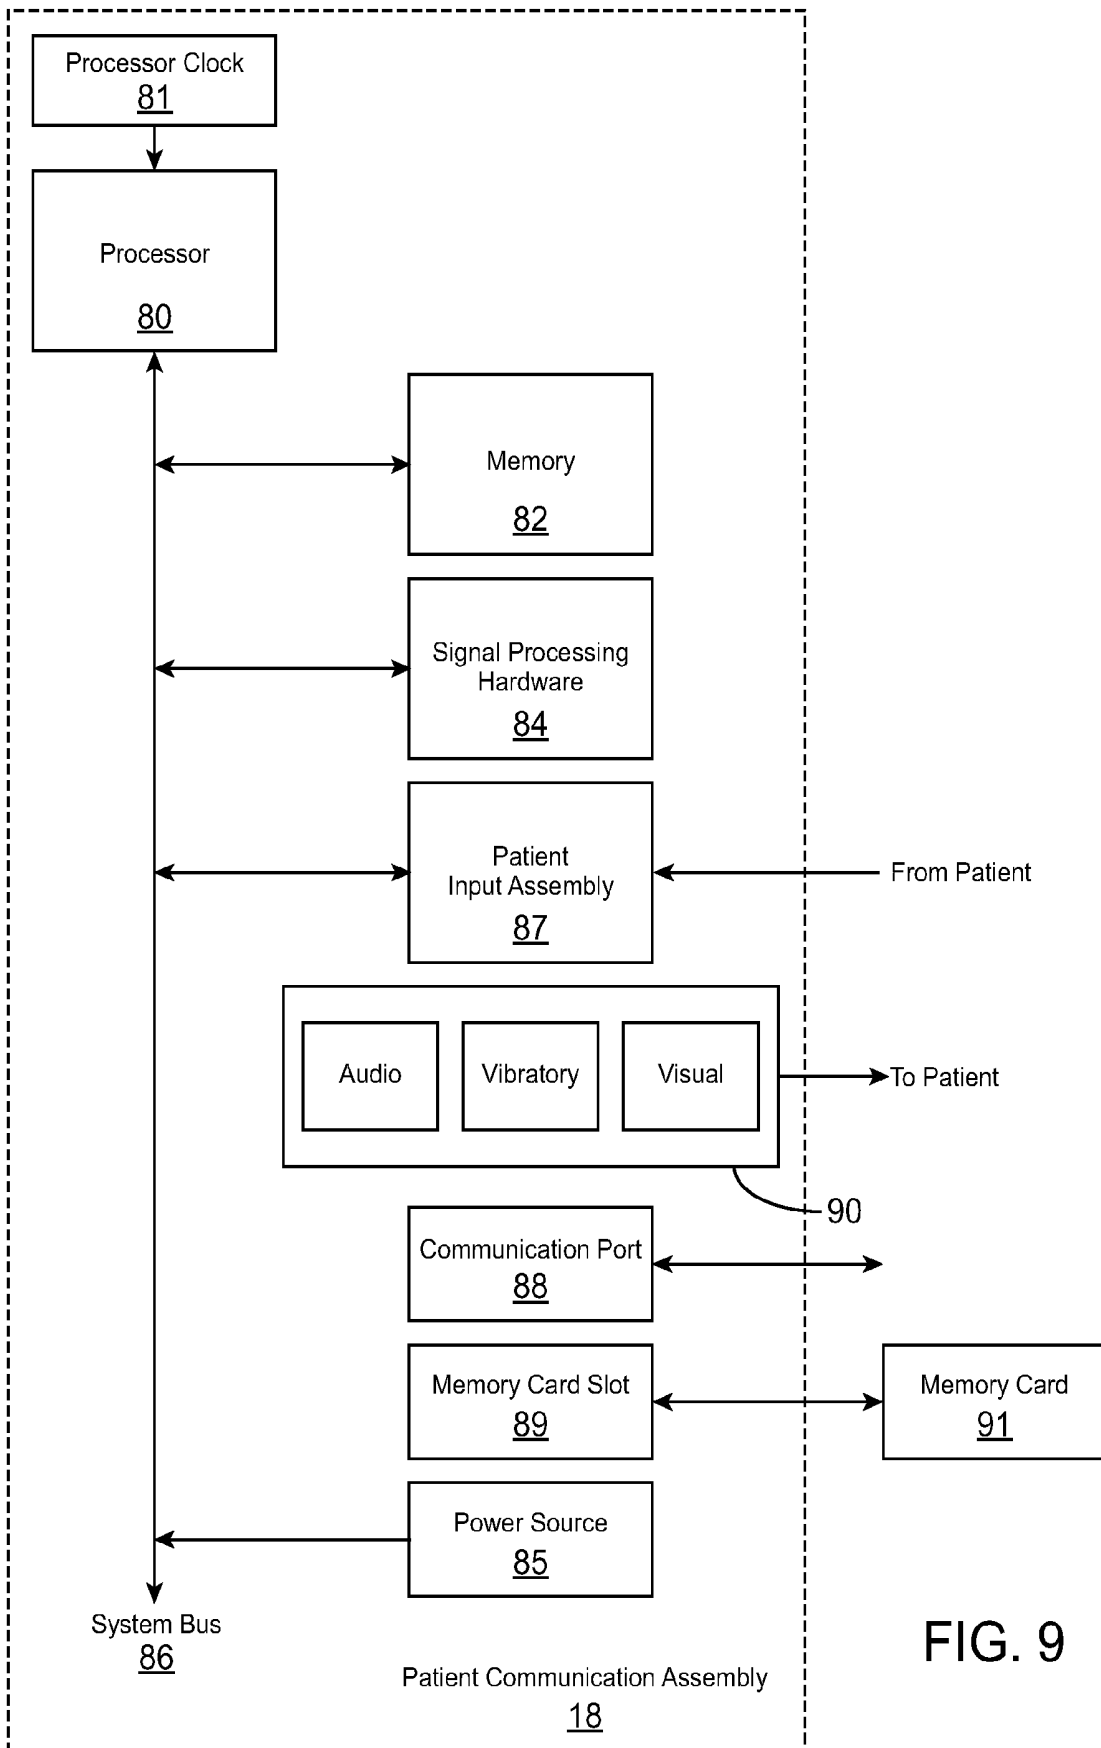 Processor Clock
81
Processor
80
Memory
82
Signal Processing
Hardware
84
Patient
Input Assembly
87
From Patient
Audio
Vibratory
Visual
To Patient
90
Communication Port
88
Memory Card Slot
89
Memory Card
91
Power Source
85
System Bus
86
FIG. 9
Patient Communication Assembly
18